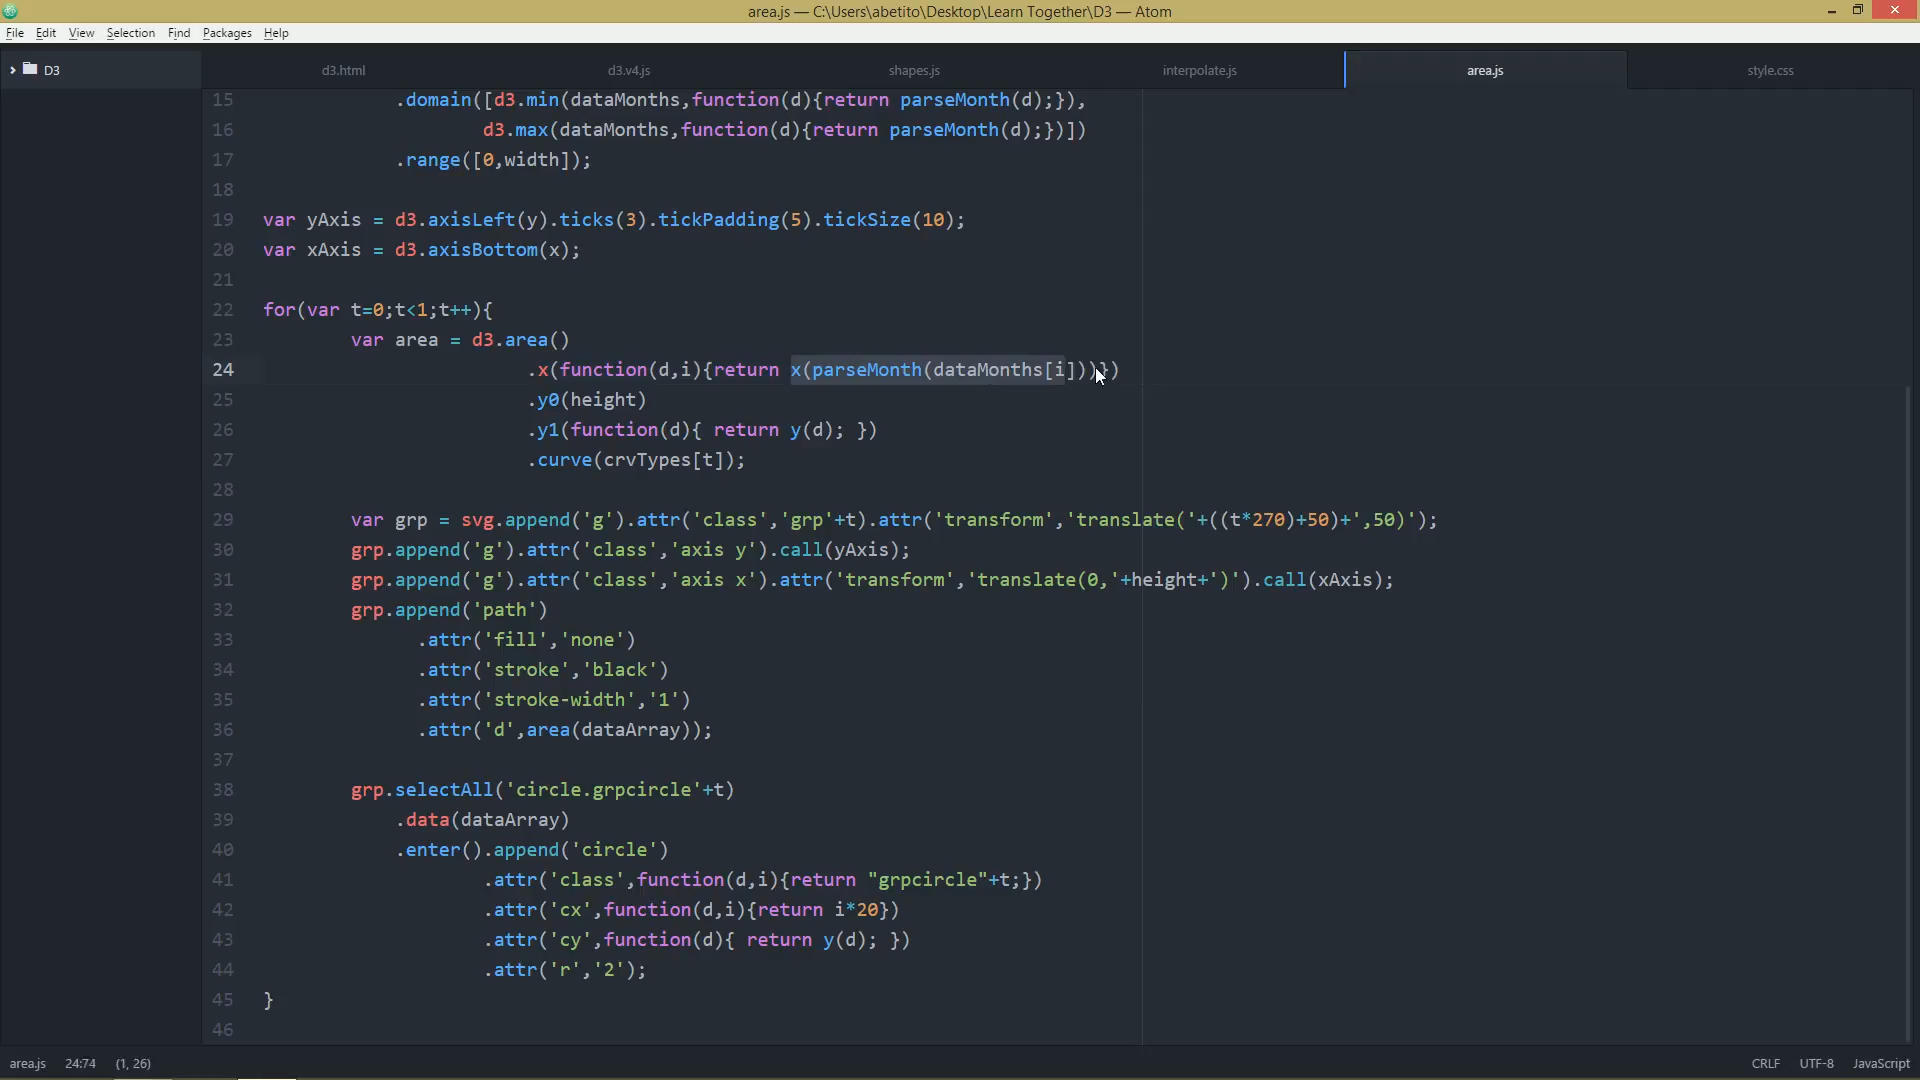 area.js — C:\Users\abetito\Desktop\Learn Together\D3 — Atom
File Edit View Selection Find Packages Help
D3
d3.html d3.v4.js shapes.js interpolate.js area.js style.css
15 .domain([d3.min(dataMonths,function(d){return parseMonth(d);}),
16 d3.max(dataMonths,function(d){return parseMonth(d);})])
17 .range([0,width]);
18
19 var yAxis = d3.axisLeft(y).ticks(3).tickPadding(5).tickSize(10);
20 var xAxis = d3.axisBottom(x);
21
22 for(var t=0;t<1;t++){
23 var area = d3.area()
24 .x(function(d,i){return x(parseMonth(dataMonths[i]))})
25 .y0(height)
26 .y1(function(d){ return y(d); })
27 .curve(crvTypes[t]);
28
29 var grp = svg.append('g').attr('class','grp'+t).attr('transform','translate('+((t*270)+50)+',50)');
30 grp.append('g').attr('class','axis y').call(yAxis);
31 grp.append('g').attr('class','axis x').attr('transform','translate(0,'+height+')').call(xAxis);
32 grp.append('path')
33 .attr('fill','none')
34 .attr('stroke','black')
35 .attr('stroke-width','1')
36 .attr('d',area(dataArray));
37
38 grp.selectAll('circle.grpcircle'+t)
39 .data(dataArray)
40 .enter().append('circle')
41 .attr('class',function(d,i){return "grpcircle"+t;})
42 .attr('cx',function(d,i){return i*20})
43 .attr('cy',function(d){ return y(d); })
44 .attr('r','2');
45 }
46
area.js 24:74 (1, 26) CRLF UTF-8 JavaScript